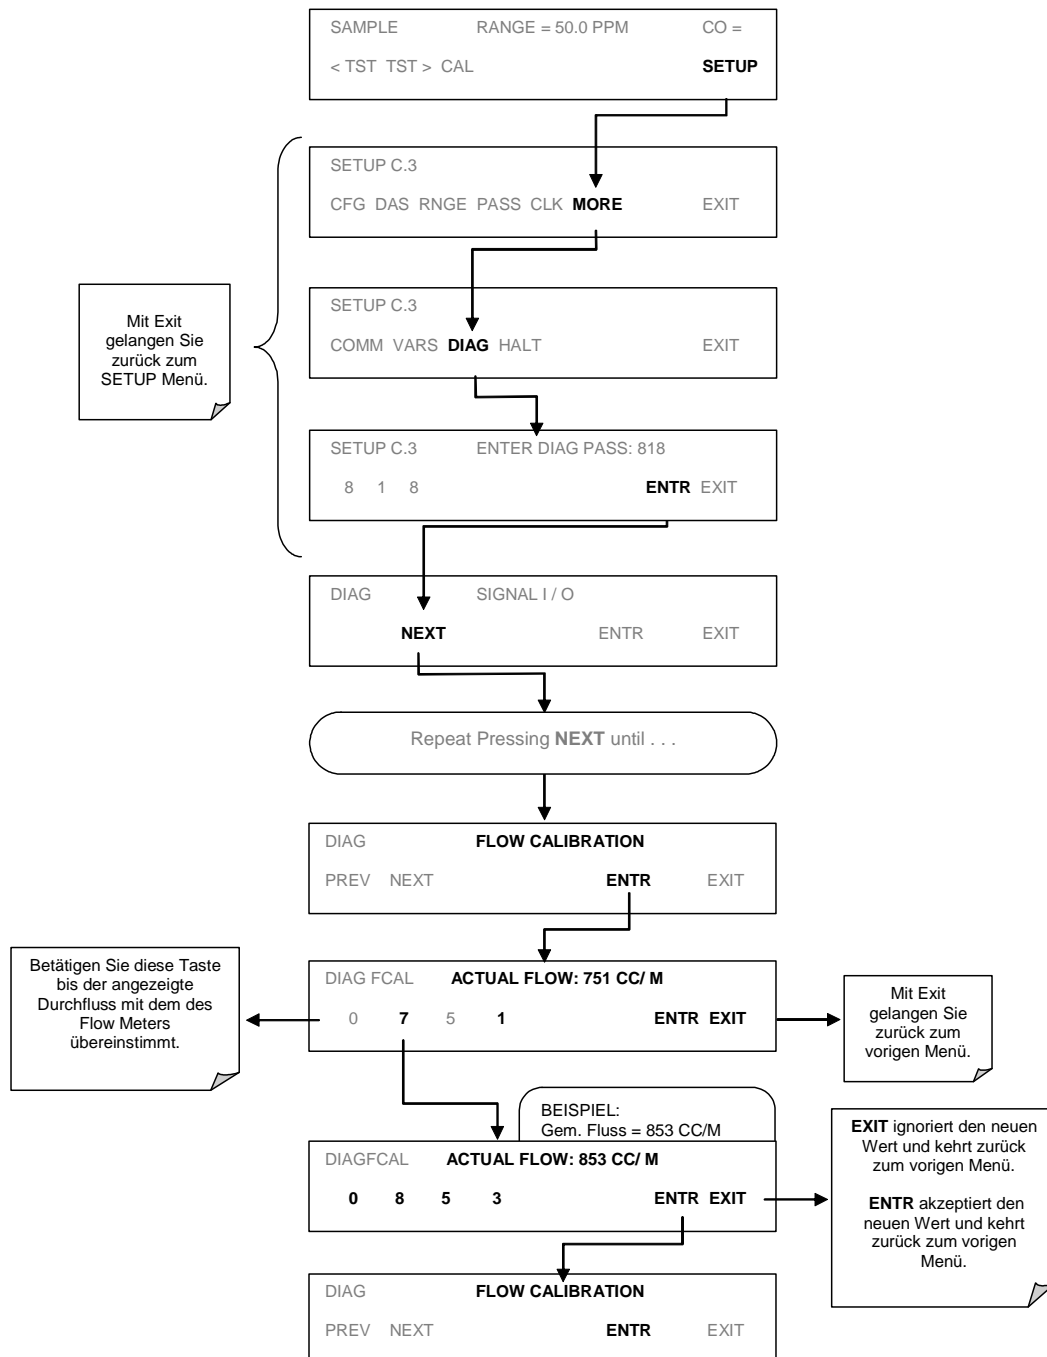 SAMPLE RANGE = 50.0 PPM CO =
< TST TST > CAL SETUP
SETUP C.3
CFG DAS RNGE PASS CLK MORE EXIT
Mit Exit
gelangen Sie
zurück zum
SETUP Menü.
SETUP C.3
COMM VARS DIAG HALT EXIT
SETUP C.3 ENTER DIAG PASS: 818
8 1 8 ENTR EXIT
DIAG SIGNAL I / O
NEXT ENTR EXIT
Repeat Pressing NEXT until . . .
DIAG FLOW CALIBRATION
PREV NEXT ENTR EXIT
Betätigen Sie diese Taste
bis der angezeigte
Durchfluss mit dem des
Flow Meters
übereinstimmt.
DIAG FCAL ACTUAL FLOW: 751 CC/ M
0 7 5 1 ENTR EXIT
Mit Exit
gelangen Sie
zurück zum
vorigen Menü.
BEISPIEL:
Gem. Fluss = 853 CC/M
DIAGFCAL ACTUAL FLOW: 853 CC/ M
0 8 5 3 ENTR EXIT
EXIT ignoriert den neuen
Wert und kehrt zurück
zum vorigen Menü.
ENTR akzeptiert den
neuen Wert und kehrt
zurück zum vorigen
Menü.
DIAG FLOW CALIBRATION
PREV NEXT ENTR EXIT